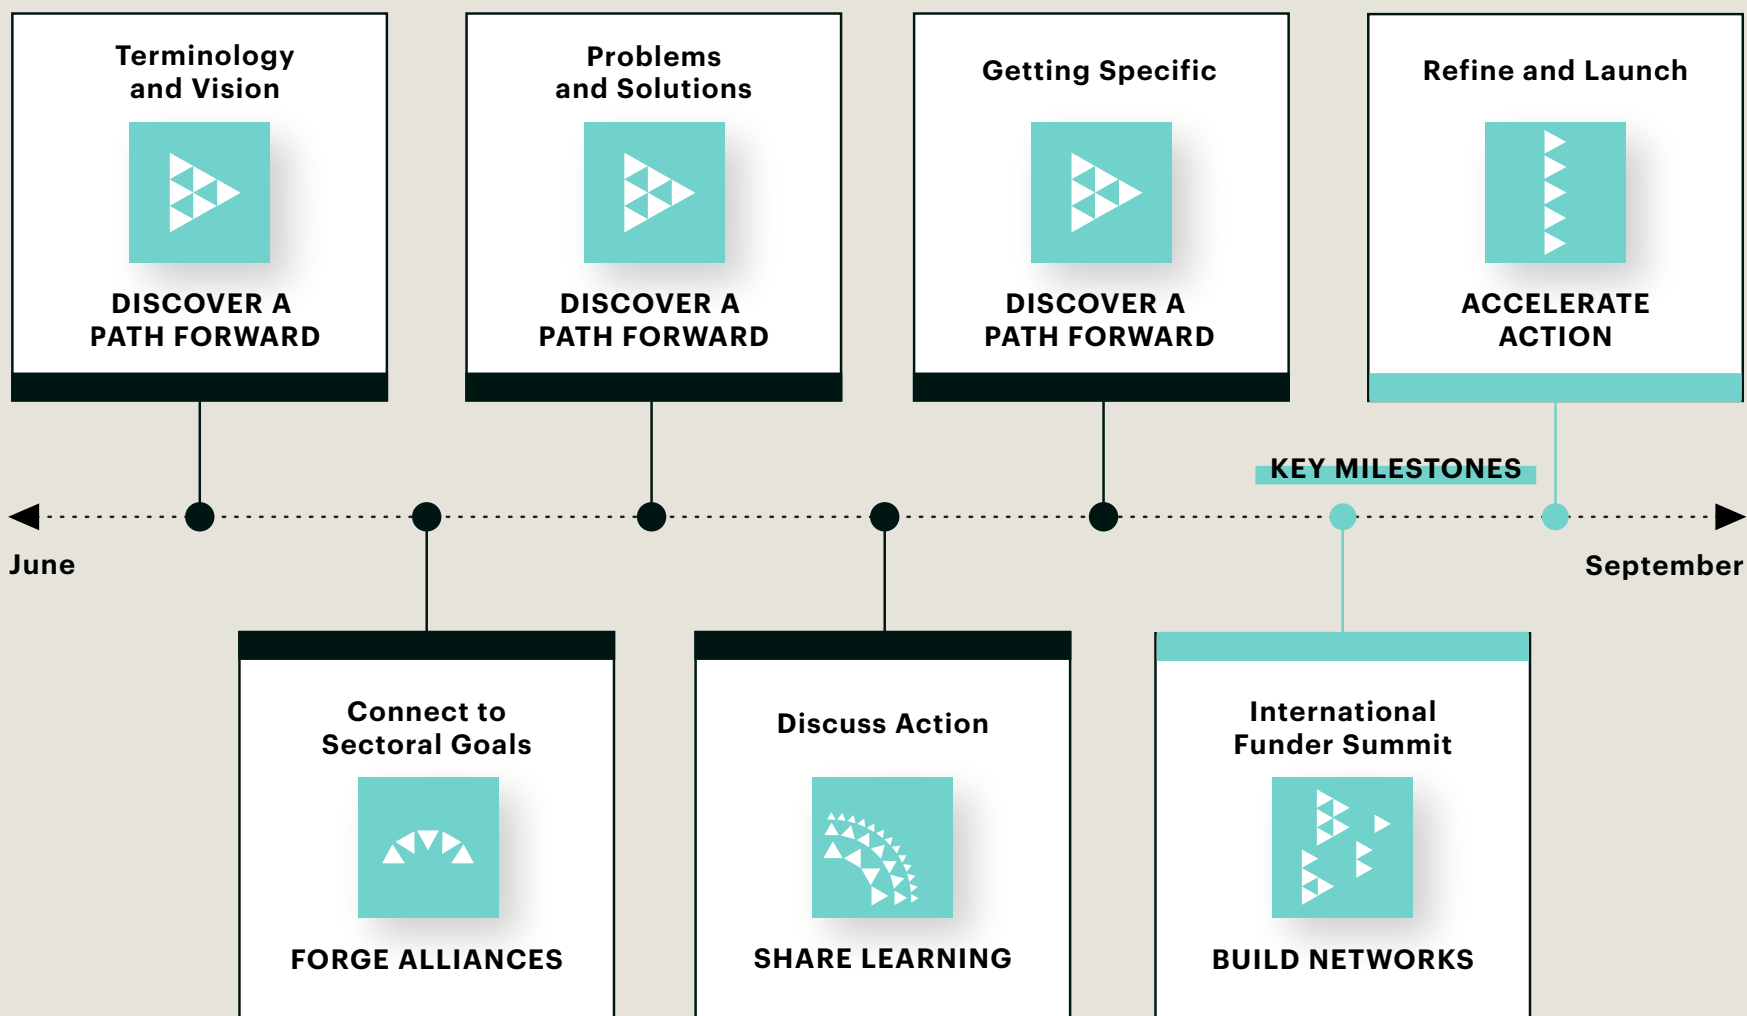 Terminology
and Vision
DISCOVER A
PATH FORWARD
Problems
and Solutions
DISCOVER A
PATH FORWARD
Getting Specific
DISCOVER A
PATH FORWARD
Refine and Launch
ACCELERATE
ACTION
KEY MILESTONES
June
September
Connect to
Sectoral Goals
FORGE ALLIANCES
Discuss Action
SHARE LEARNING
International
Funder Summit
BUILD NETWORKS